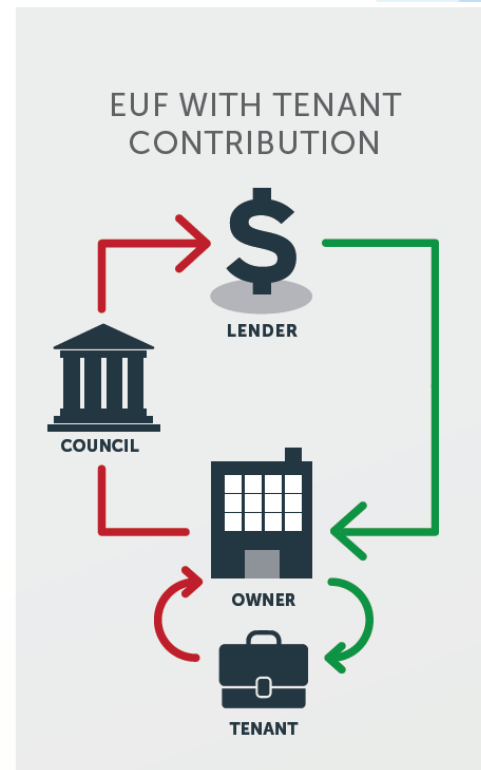 EUF WITH TENANT
CONTRIBUTION
$
LENDER
COUNCIL
OWNER
TENANT